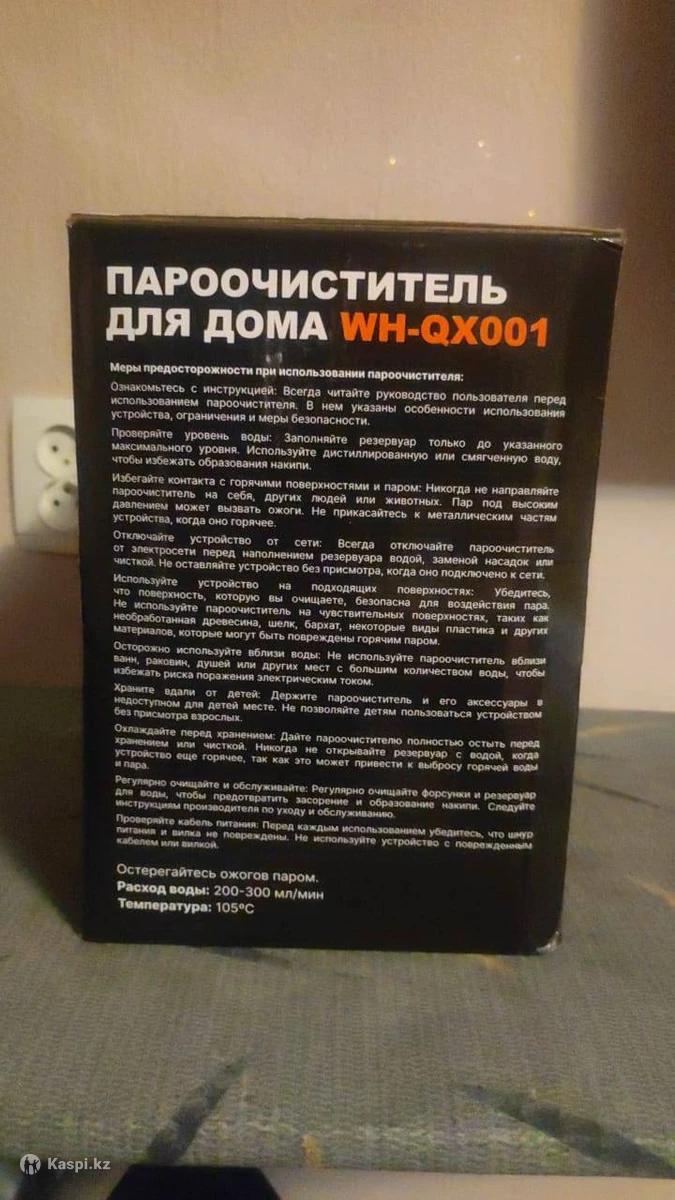 ПАРООЧИСТИТЕЛЬ
ДЛЯ ДОМА WH-QX001
Меры предосторожности при использовании пароочистителя:
Ознакомьтесь с инструкцией: Всегда читайте руководство пользователя перед
использованием пароочистителя. В нем указаны особенности использования
устройства, ограничения и меры безопасности.
Проверяйте уровень воды: Заполняйте резервуар только до указанного
максимального уровня. Используйте дистиллированную или смягченную воду,
чтобы избежать образования накипи.
Избегайте контакта с горячими поверхностями и паром: Никогда не направляйте
пароочиститель на себя, других людей или животных. Пар под высоким
давлением может вызвать ожоги. Не прикасайтесь к металлическим частям
устройства, когда оно горячее.
Отключайте устройство от сети: Всегда отключайте пароочиститель
от электросети перед наполнением резервуара водой, заменой насадок или
чисткой. Не оставляйте устройство без присмотра, когда оно подключено к сети.
Используйте устройство на подходящих поверхностях: Убедитесь,
что поверхность, которую вы очищаете, безопасна для воздействия пара.
Не используйте пароочиститель на чувствительных поверхностях, таких как
необработанная древесина, шелк, бархат, некоторые виды пластика и других
материалов, которые могут быть повреждены горячим паром.
Осторожно используйте вблизи воды: Не используйте пароочиститель вблизи
ванн, раковин, душей или других мест с большим количеством воды, чтобы
избежать риска поражения электрическим током.
Храните вдали от детей: Держите пароочиститель и его аксессуары в
недоступном для детей месте. Не позволяйте детям пользоваться устройством
без присмотра взрослых.
Охлаждайте перед хранением: Дайте пароочистителю полностью остыть перед
хранением или чисткой. Никогда не открывайте резервуар с водой, когда
устройство еще горячее, так как это может привести к выбросу горячей воды
и пара.
Регулярно очищайте и обслуживайте: Регулярно очищайте форсунки и резервуар
для воды, чтобы предотвратить засорение и образование накипи. Следуйте
инструкциям производителя по уходу и обслуживанию.
Проверяйте кабель питания: Перед каждым использованием убедитесь, что шнур
питания и вилка не повреждены. Не используйте устройство с поврежденным
кабелем или вилкой.
Остерегайтесь ожогов паром.
Расход воды: 200-300 мл/мин
Температура: 105ºC
Kaspi.kz